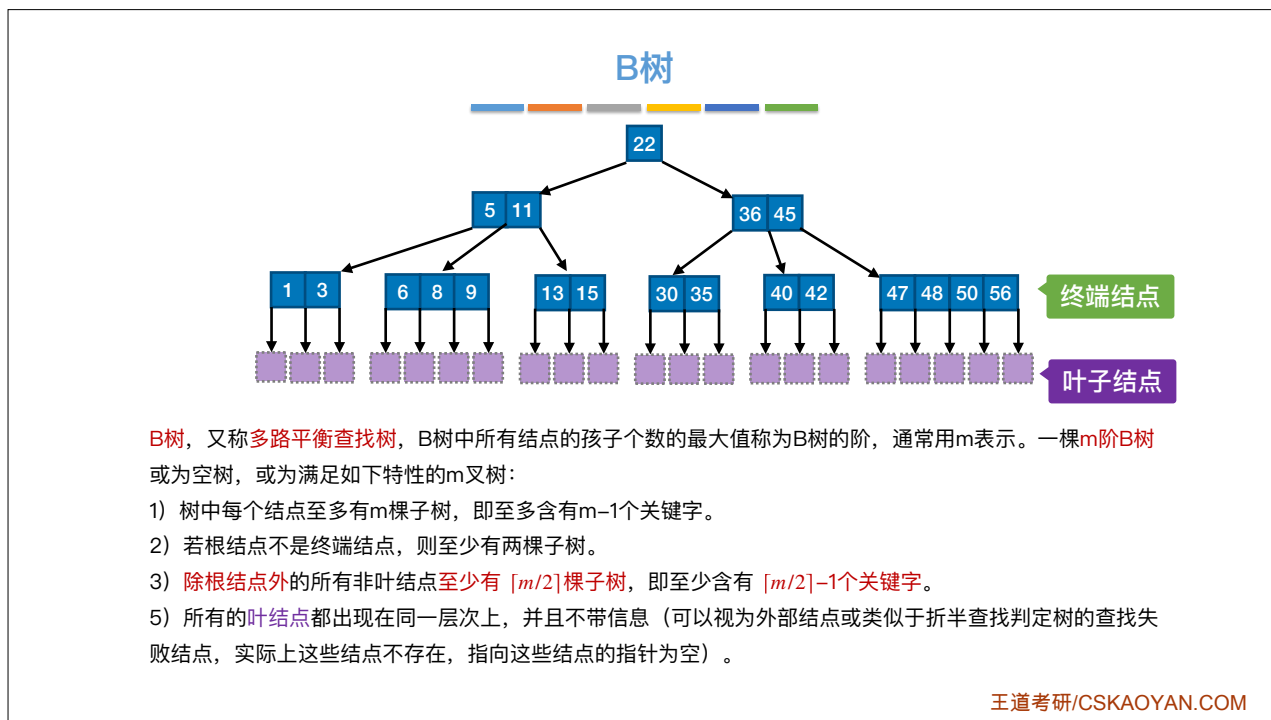 B树
22
5 11
36 45
1 3
6 8 9
13 15
30 35
40 42
47 48 50 56
终端结点
叶子结点
B树，又称多路平衡查找树，B树中所有结点的孩子个数的最大值称为B树的阶，通常用m表示。一棵m阶B树
或为空树，或为满足如下特性的m叉树：
1）树中每个结点至多有m棵子树，即至多含有m–1个关键字。
2）若根结点不是终端结点，则至少有两棵子树。
3）除根结点外的所有非叶结点至少有 ⌈m/2⌉棵子树，即至少含有 ⌈m/2⌉–1个关键字。
5）所有的叶结点都出现在同一层次上，并且不带信息（可以视为外部结点或类似于折半查找判定树的查找失
败结点，实际上这些结点不存在，指向这些结点的指针为空）。
王道考研/CSKAOYAN.COM